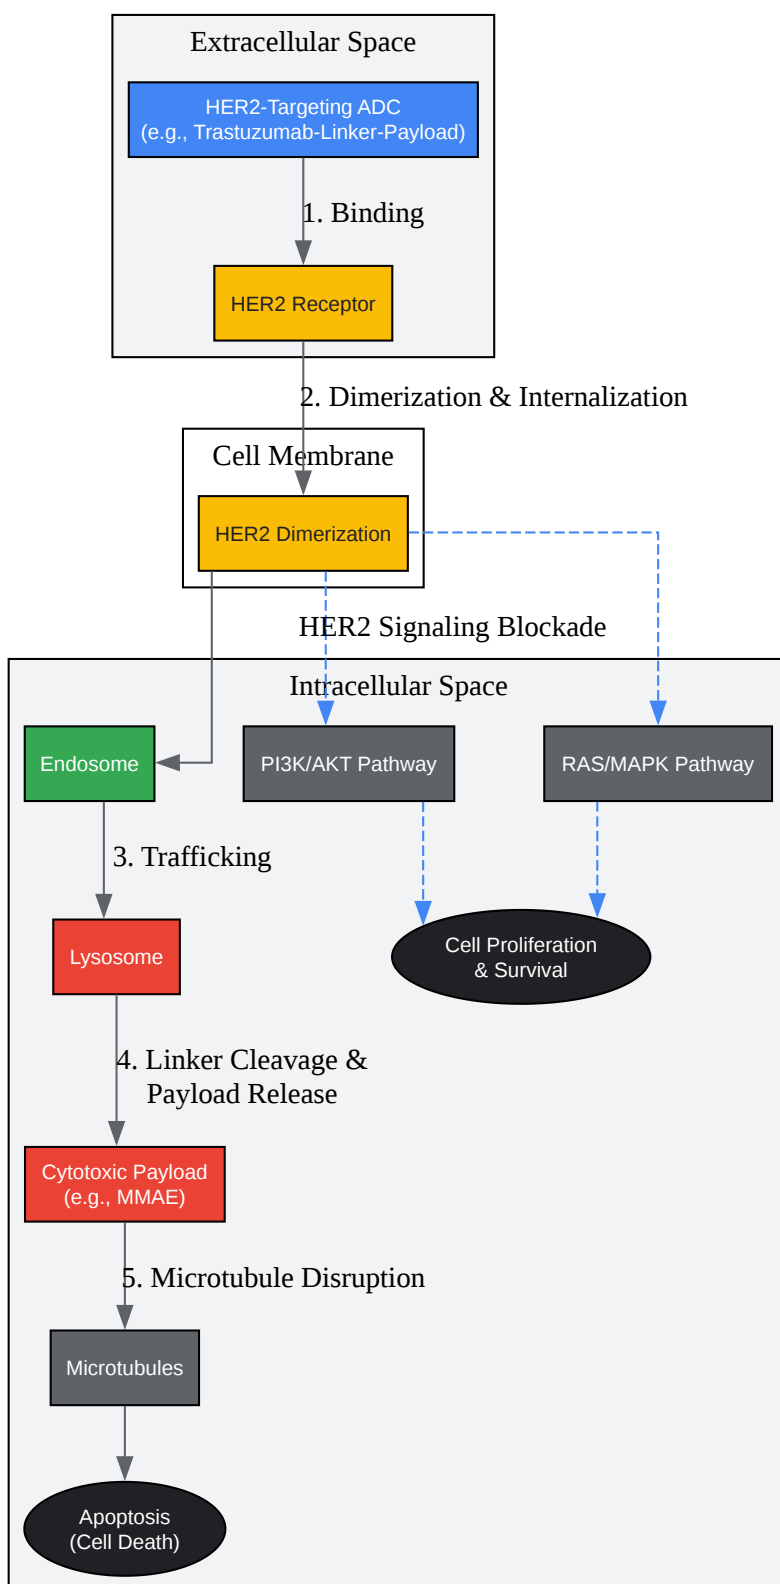 Extracellular Space
HER2-Targeting ADC
(e.g., Trastuzumab-Linker-Payload)
1. Binding
HER2 Receptor
2. Dimerization & Internalization
Cell Membrane
HER2 Dimerization
HER2 Signaling Blockade
Intracellular Space
Endosome
PI3K/AKT Pathway
RAS/MAPK Pathway
3. Trafficking
Lysosome
Cell Proliferation
& Survival
4. Linker Cleavage &
Payload Release
Cytotoxic Payload
(e.g., MMAE)
5. Microtubule Disruption
Microtubules
Apoptosis
(Cell Death)